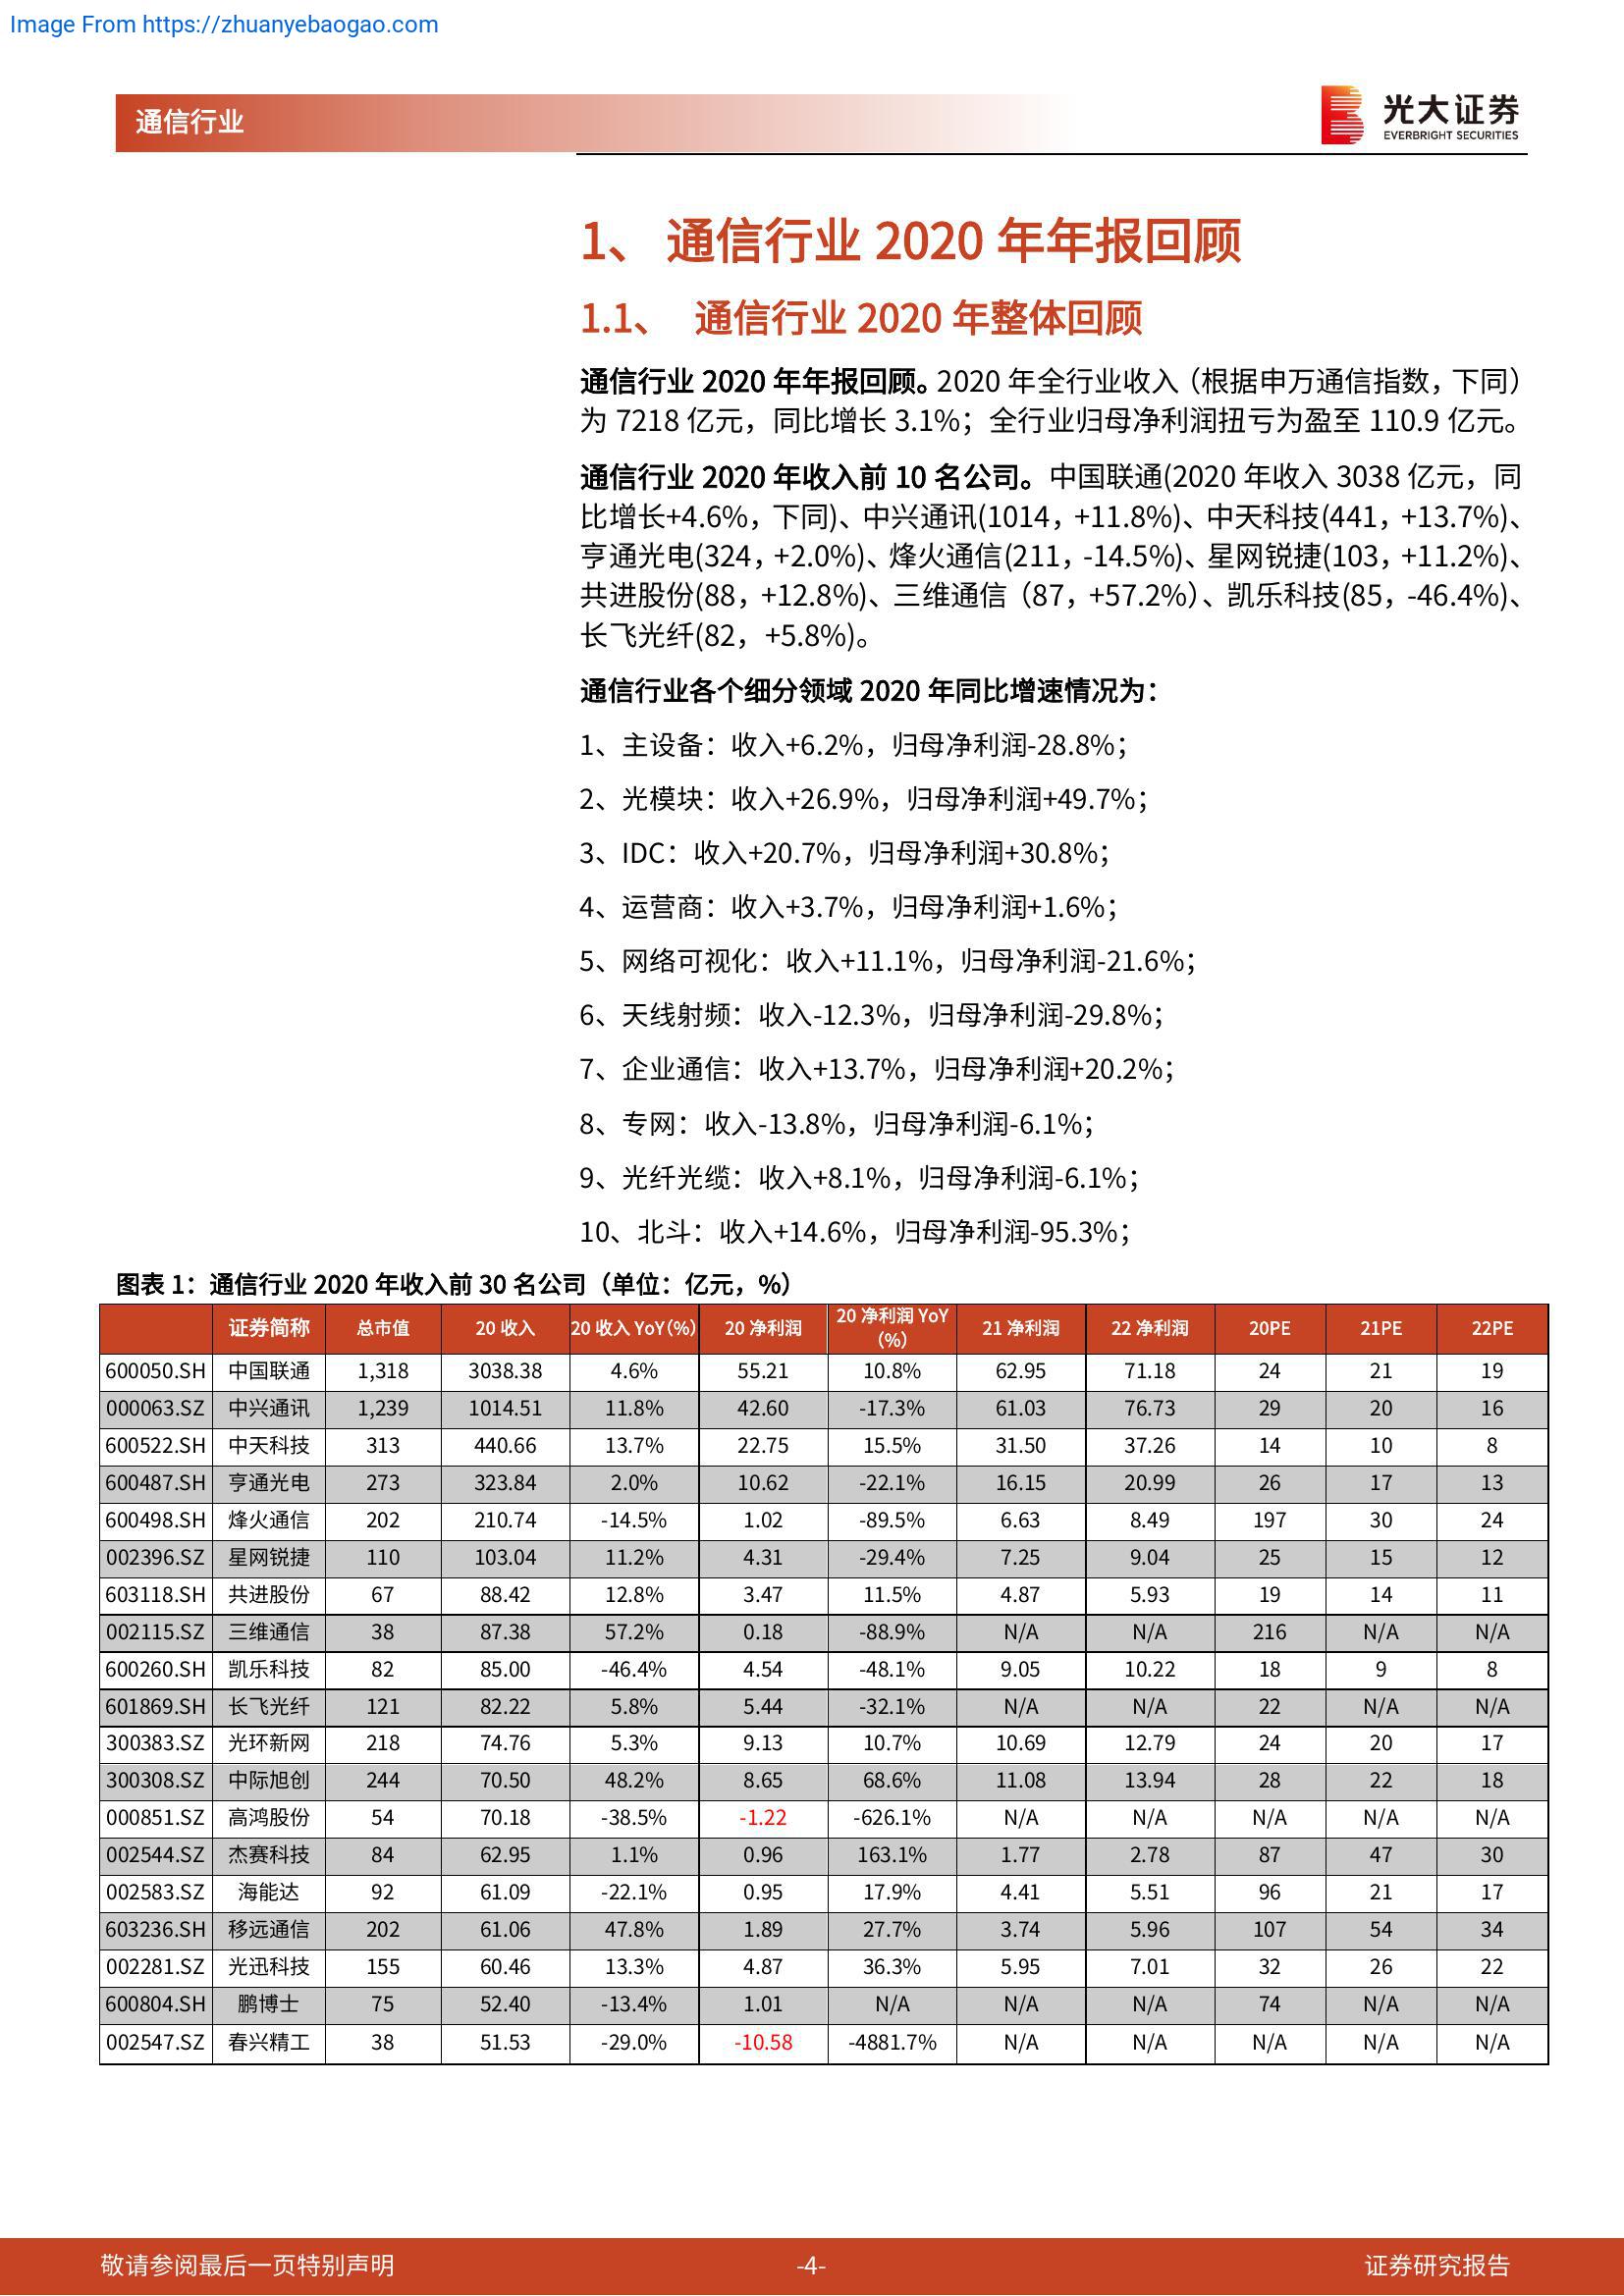 Image From https://zhuanyebaogao.com
通信行业
光大证券
EVERBRIGHT SECURITIES
1、 通信行业 2020 年年报回顾
1.1、 通信行业 2020 年整体回顾
通信行业 2020 年年报回顾。2020 年全行业收入（根据申万通信指数，下同）
为 7218 亿元，同比增长 3.1%；全行业归母净利润扭亏为盈至 110.9 亿元。
通信行业 2020 年收入前 10 名公司。中国联通(2020 年收入 3038 亿元，同
比增长+4.6%，下同)、中兴通讯(1014，+11.8%)、中天科技(441，+13.7%)、
亨通光电(324，+2.0%)、烽火通信(211，-14.5%)、星网锐捷(103，+11.2%)、
共进股份(88，+12.8%)、三维通信（87，+57.2%）、凯乐科技(85，-46.4%)、
长飞光纤(82，+5.8%)。
通信行业各个细分领域 2020 年同比增速情况为：
1、主设备：收入+6.2%，归母净利润-28.8%；
2、光模块：收入+26.9%，归母净利润+49.7%；
3、IDC：收入+20.7%，归母净利润+30.8%；
4、运营商：收入+3.7%，归母净利润+1.6%；
5、网络可视化：收入+11.1%，归母净利润-21.6%；
6、天线射频：收入-12.3%，归母净利润-29.8%；
7、企业通信：收入+13.7%，归母净利润+20.2%；
8、专网：收入-13.8%，归母净利润-6.1%；
9、光纤光缆：收入+8.1%，归母净利润-6.1%；
10、北斗：收入+14.6%，归母净利润-95.3%；
图表 1：通信行业 2020 年收入前 30 名公司（单位：亿元，%）
证券简称 总市值 20 收入 20 收入 YoY(%) 20 净利润 20 净利润 YoY (%) 21 净利润 22 净利润 20PE 21PE 22PE
600050.SH 中国联通 1,318 3038.38 4.6% 55.21 10.8% 62.95 71.18 24 21 19
000063.SZ 中兴通讯 1,239 1014.51 11.8% 42.60 -17.3% 61.03 76.73 29 20 16
600522.SH 中天科技 313 440.66 13.7% 22.75 15.5% 31.50 37.26 14 10 8
600487.SH 亨通光电 273 323.84 2.0% 10.62 -22.1% 16.15 20.99 26 17 13
600498.SH 烽火通信 202 210.74 -14.5% 1.02 -89.5% 6.63 8.49 197 30 24
002396.SZ 星网锐捷 110 103.04 11.2% 4.31 -29.4% 7.25 9.04 25 15 12
603118.SH 共进股份 67 88.42 12.8% 3.47 11.5% 4.87 5.93 19 14 11
002115.SZ 三维通信 38 87.38 57.2% 0.18 -88.9% N/A N/A 216 N/A N/A
600260.SH 凯乐科技 82 85.00 -46.4% 4.54 -48.1% 9.05 10.22 18 9 8
601869.SH 长飞光纤 121 82.22 5.8% 5.44 -32.1% N/A N/A 22 N/A N/A
300383.SZ 光环新网 218 74.76 5.3% 9.13 10.7% 10.69 12.79 24 20 17
300308.SZ 中际旭创 244 70.50 48.2% 8.65 68.6% 11.08 13.94 28 22 18
000851.SZ 高鸿股份 54 70.18 -38.5% -1.22 -626.1% N/A N/A N/A N/A N/A
002544.SZ 杰赛科技 84 62.95 1.1% 0.96 163.1% 1.77 2.78 87 47 30
002583.SZ 海能达 92 61.09 -22.1% 0.95 17.9% 4.41 5.51 96 21 17
603236.SH 移远通信 202 61.06 47.8% 1.89 27.7% 3.74 5.96 107 54 34
002281.SZ 光迅科技 155 60.46 13.3% 4.87 36.3% 5.95 7.01 32 26 22
600804.SH 鹏博士 75 52.40 -13.4% 1.01 N/A N/A N/A 74 N/A N/A
002547.SZ 春兴精工 38 51.53 -29.0% -10.58 -4881.7% N/A N/A N/A N/A N/A
敬请参阅最后一页特别声明 -4- 证券研究报告